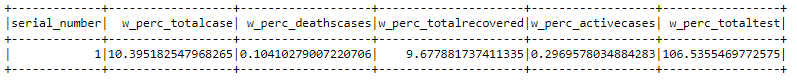 +-------------+------------------+-------------------+--------------------+------------------+----------------+
|serial_number| w_perc_totalcase| w_perc_deathscases|w_perc_totalrecovered|w_perc_activecases| w_perc_totaltest|
+-------------+------------------+-------------------+--------------------+------------------+----------------+
| 1|10.395182547968265|0.10410279007220706| 9.677881737411335|0.2969578034884283|106.5355469772575|
+-------------+------------------+-------------------+--------------------+------------------+----------------+